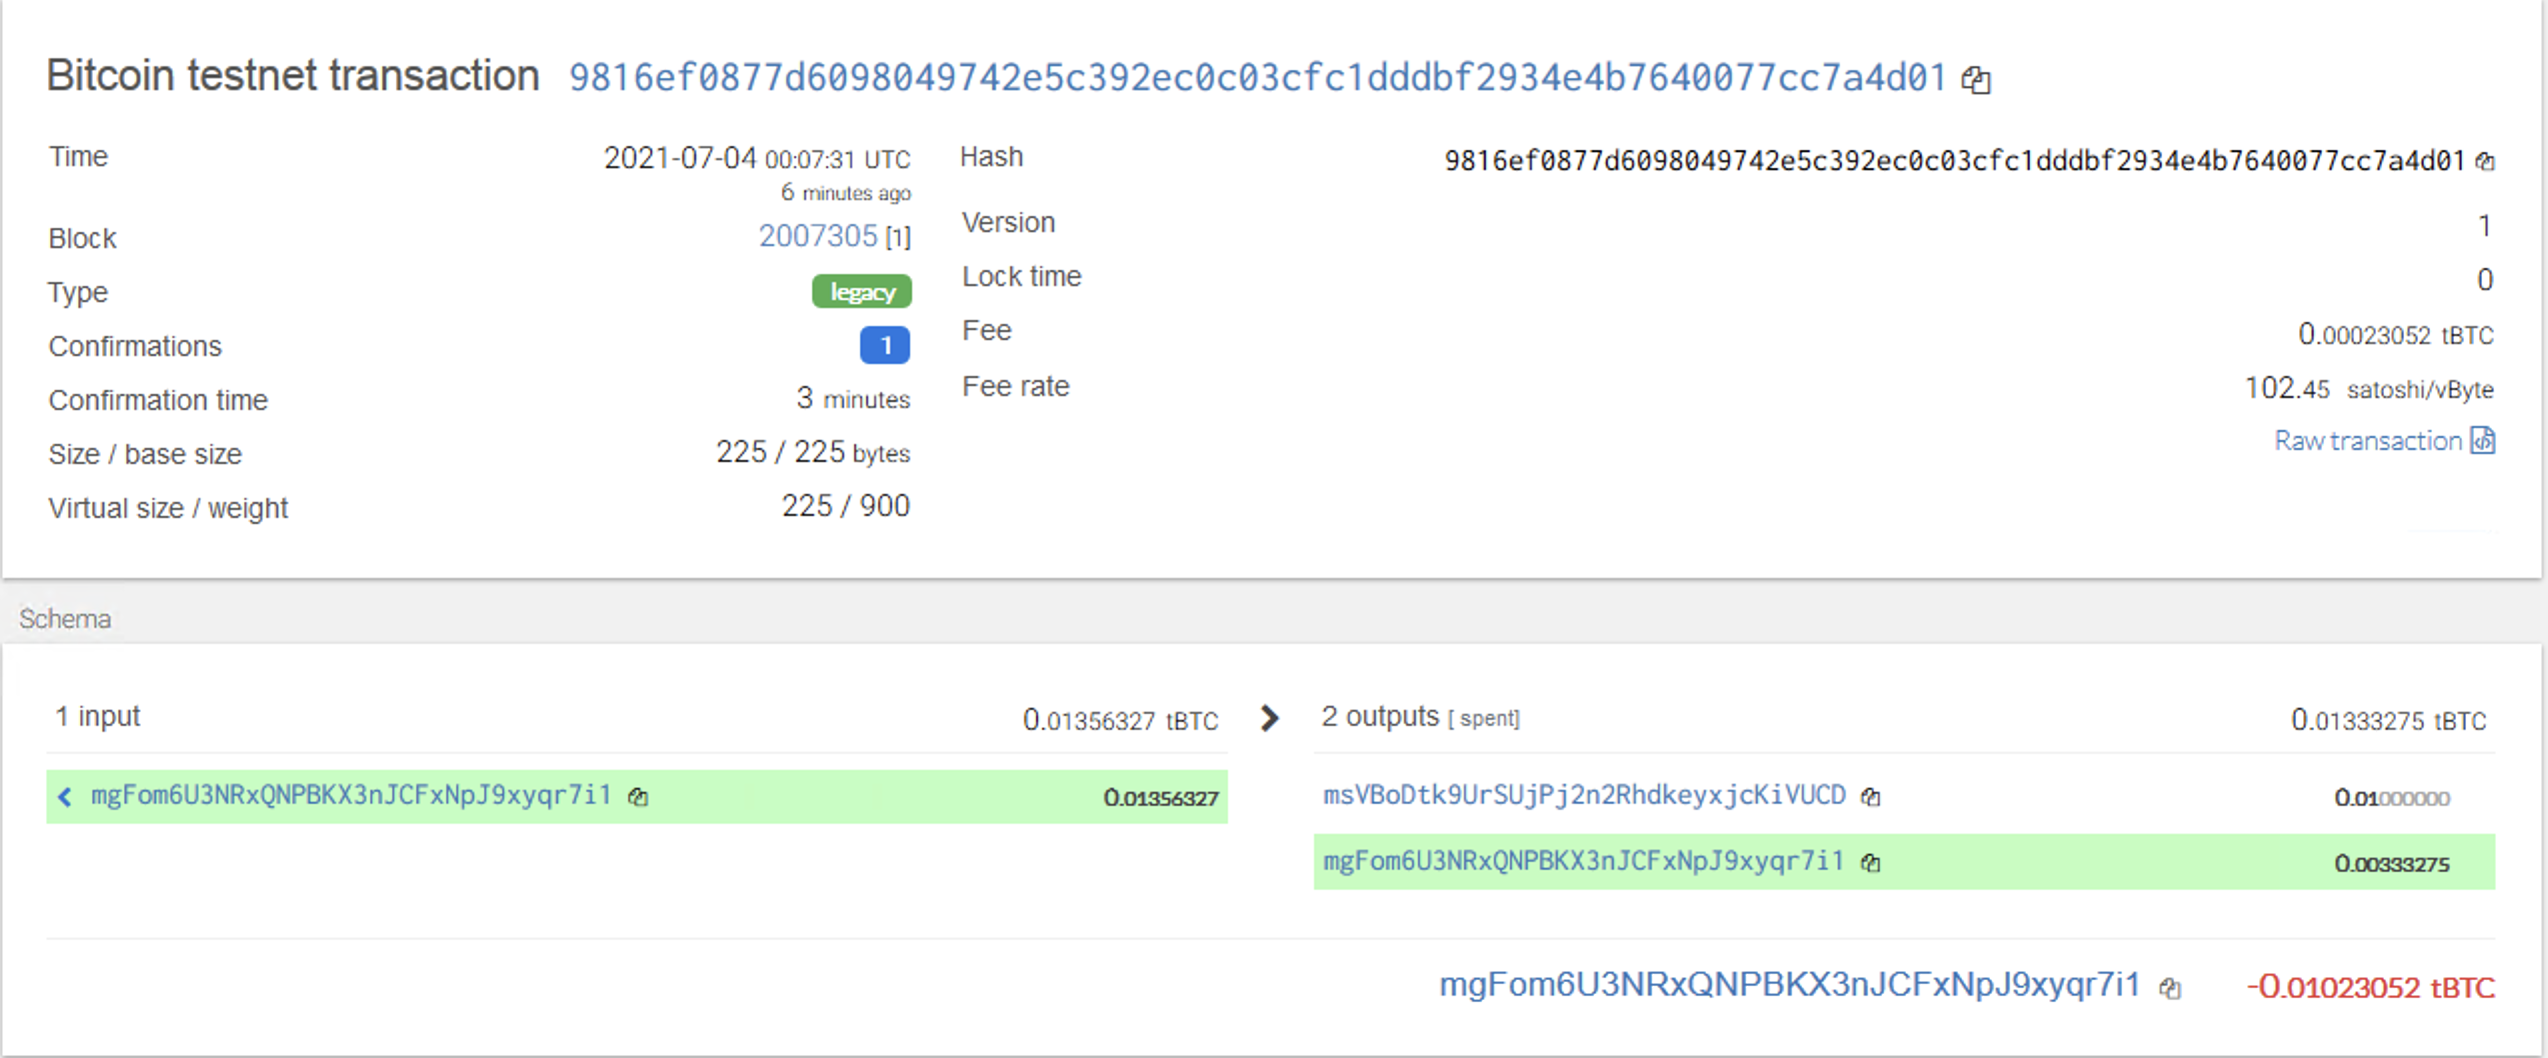 Bitcoin testnet transaction 9816ef0877d6098049742e5c392ec0c03cfc1dddbf2934e4b7640077cc7a4d01
Time 2021-07-04 00:07:31 UTC
6 minutes ago
Block 2007305 [1]
Type legacy
Confirmations 1
Confirmation time 3 minutes
Size / base size 225 / 225 bytes
Virtual size / weight 225 / 900
Hash 9816ef0877d6098049742e5c392ec0c03cfc1dddbf2934e4b7640077cc7a4d01
Version 1
Lock time 0
Fee 0.00023052 tBTC
Fee rate 102.45 satoshi/vByte
Raw transaction
Schema
1 input 0.01356327 tBTC
mgFom6U3NRxQNPBKX3nJCFxNpJ9xyqr7i1 0.01356327
2 outputs [ spent] 0.01333275 tBTC
msVBoDtk9UrSUjPj2n2RhdkeyxjcKiVUCD 0.01000000
mgFom6U3NRxQNPBKX3nJCFxNpJ9xyqr7i1 0.00333275
mgFom6U3NRxQNPBKX3nJCFxNpJ9xyqr7i1 -0.01023052 tBTC